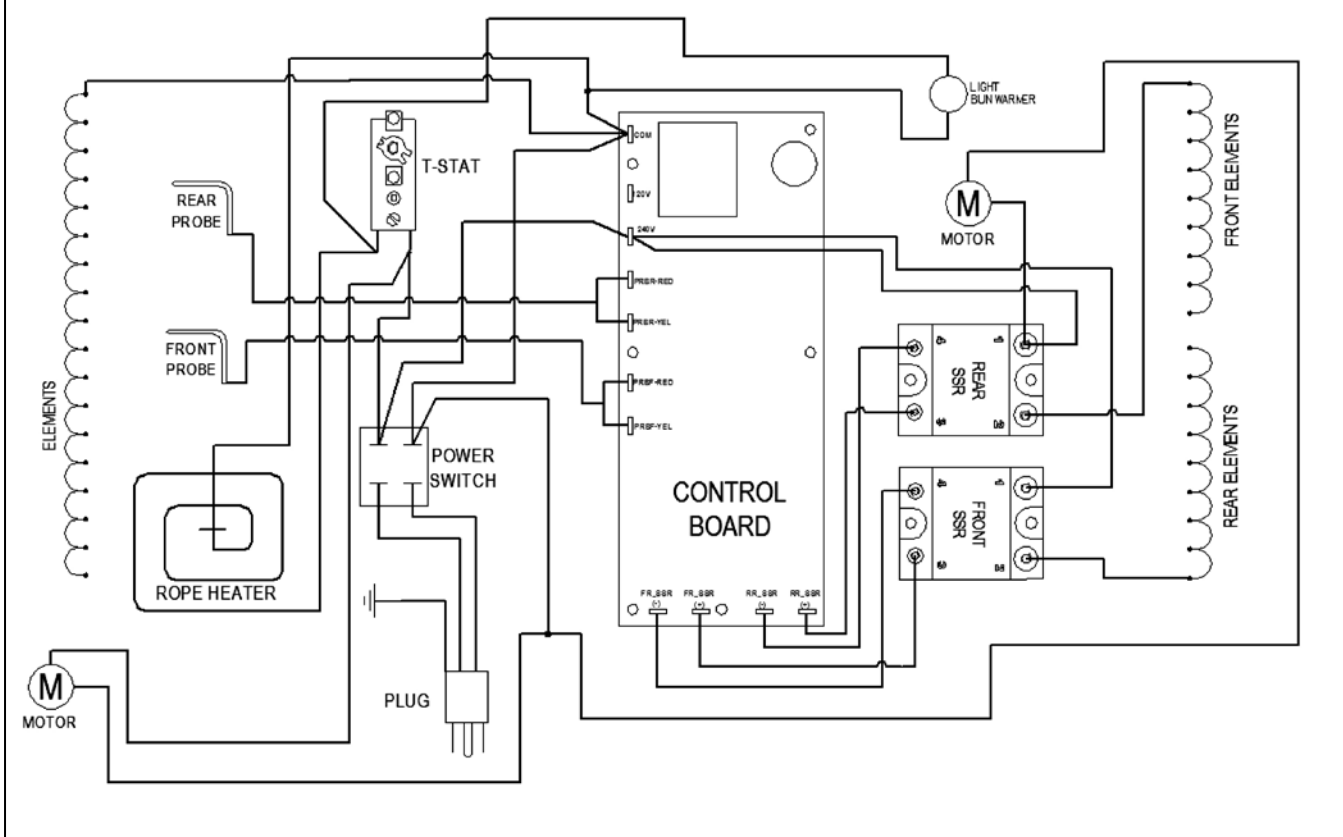 LIGHT
BUN WARMER
COM
T-STAT
120V
REAR
PROBE
M
MOTOR
240V
FRONT ELEMENTS
PRBR-RED
PRBR-YEL
FRONT
PROBE
REAR
SSR
PRBF-RED
PRBF-YEL
ELEMENTS
POWER
SWITCH
REAR ELEMENTS
CONTROL
BOARD
FRONT
SSR
ROPE HEATER
FR_SSR
(-)
FR_SSR
(+)
RR_SSR
(-)
RR_SSR
(+)
M
MOTOR
PLUG